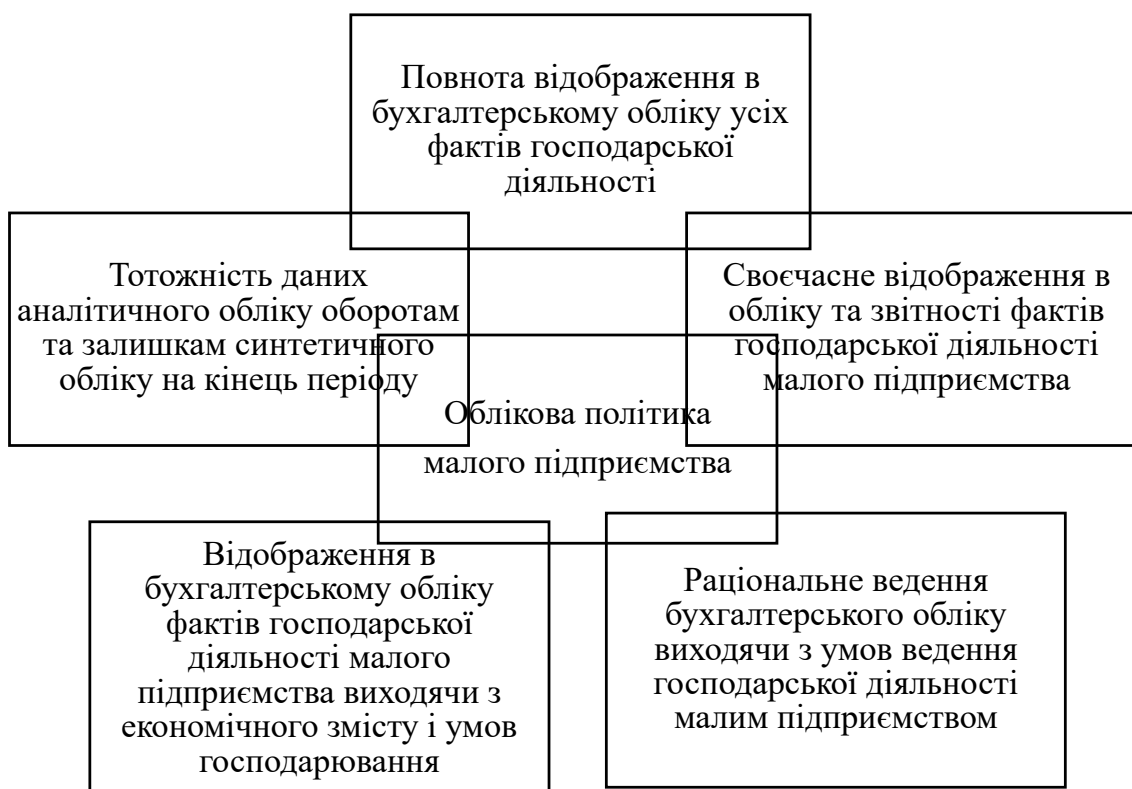 Повнота відображення в
бухгалтерському обліку усіх
фактів господарської
діяльності
Тотожність даних
аналітичного обліку оборотам
та залишкам синтетичного
обліку на кінець періоду
Своєчасне відображення в
обліку та звітності фактів
господарської діяльності
малого підприємства
Облікова політика
малого підприємства
Відображення в
бухгалтерському обліку
фактів господарської
діяльності малого
підприємства виходячи з
економічного змісту і умов
господарювання
Раціональне ведення
бухгалтерського обліку
виходячи з умов ведення
господарської діяльності
малим підприємством